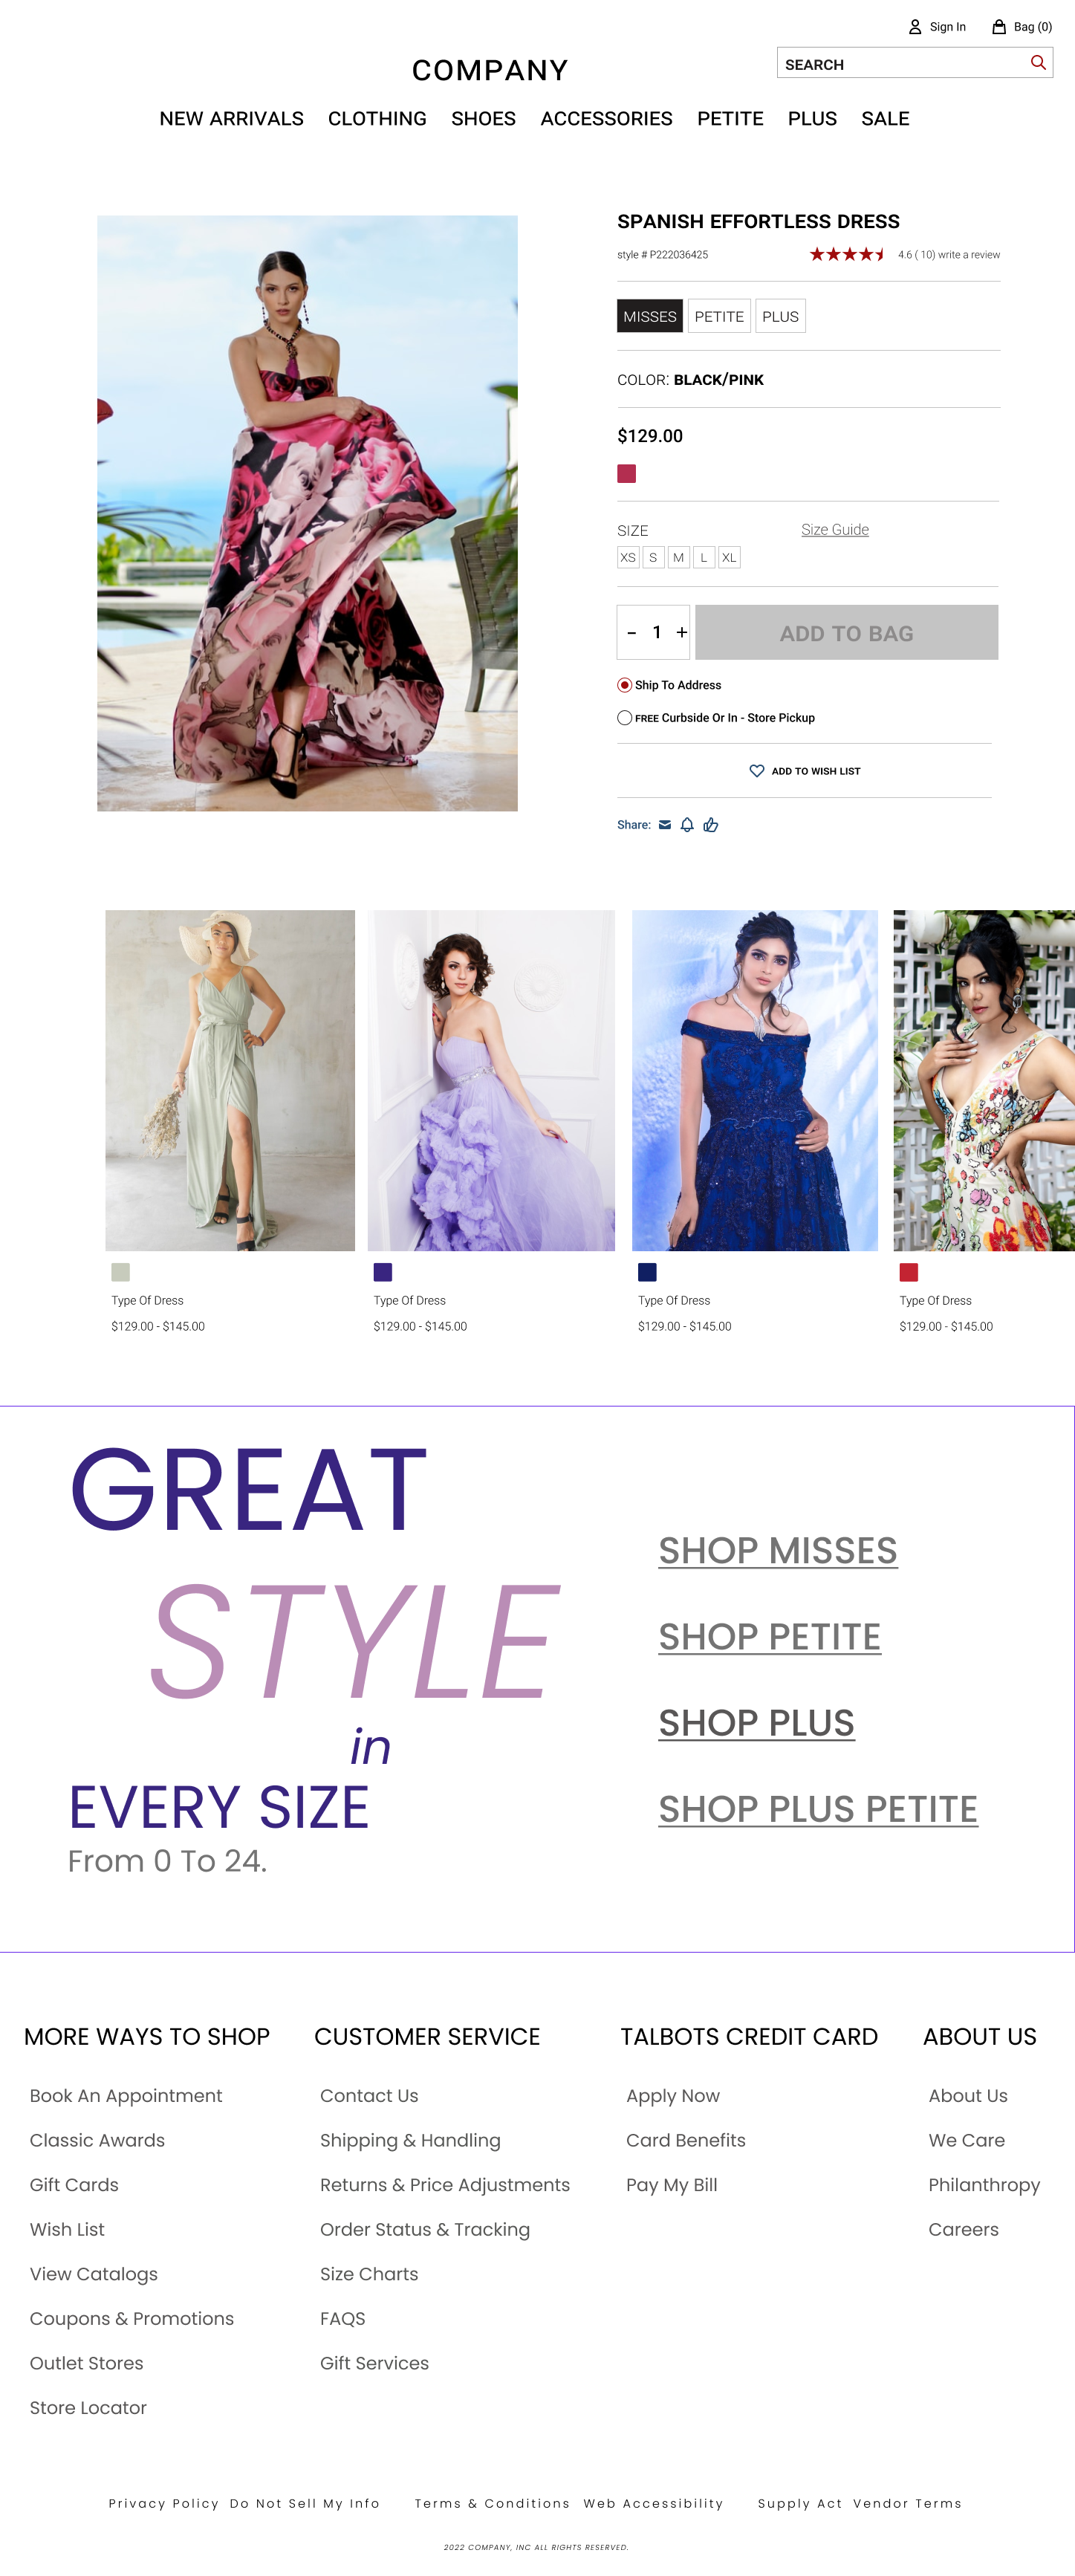 Sign In Bag (0)
COMPANY
SEARCH
NEW ARRIVALS CLOTHING SHOES ACCESSORIES PETITE PLUS SALE
SPANISH EFFORTLESS DRESS
style # P222036425 4.6 ( 10) write a review
MISSES PETITE PLUS
COLOR: BLACK/PINK
$129.00
SIZE Size Guide
XS S M L XL
- 1 + ADD TO BAG
Ship To Address
FREE Curbside Or In - Store Pickup
ADD TO WISH LIST
Share:
Type Of Dress Type Of Dress Type Of Dress Type Of Dress
$129.00 - $145.00 $129.00 - $145.00 $129.00 - $145.00 $129.00 - $145.00
GREAT
STYLE
in
EVERY SIZE
From 0 To 24.
SHOP MISSES
SHOP PETITE
SHOP PLUS
SHOP PLUS PETITE
MORE WAYS TO SHOP
Book An Appointment
Classic Awards
Gift Cards
Wish List
View Catalogs
Coupons & Promotions
Outlet Stores
Store Locator
CUSTOMER SERVICE
Contact Us
Shipping & Handling
Returns & Price Adjustments
Order Status & Tracking
Size Charts
FAQS
Gift Services
TALBOTS CREDIT CARD
Apply Now
Card Benefits
Pay My Bill
ABOUT US
About Us
We Care
Philanthropy
Careers
Privacy Policy Do Not Sell My Info Terms & Conditions Web Accessibility Supply Act Vendor Terms
2022 COMPANY, INC ALL RIGHTS RESERVED.